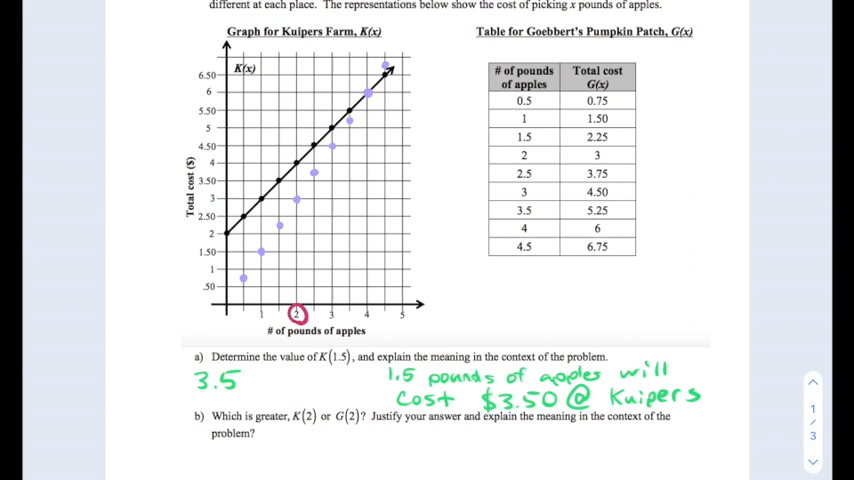 different at each place. The representations below show the cost of picking x pounds of apples.
Graph for Kuipers Farm, K(x)
Table for Goebbert's Pumpkin Patch, G(x)
K(x)
6.50
6
5.50
5
4.50
4
3.50
3
2.50
2
1.50
1
.50
Total cost ($)
1 2 3 4 5
# of pounds of apples
# of pounds of apples Total cost G(x)
0.5 0.75
1 1.50
1.5 2.25
2 3
2.5 3.75
3 4.50
3.5 5.25
4 6
4.5 6.75
a) Determine the value of K(1.5), and explain the meaning in the context of the problem.
3.5
1.5 pounds of apples will
cost $3.50 @ Kuipers
b) Which is greater, K(2) or G(2)? Justify your answer and explain the meaning in the context of the
problem?
1
/
3